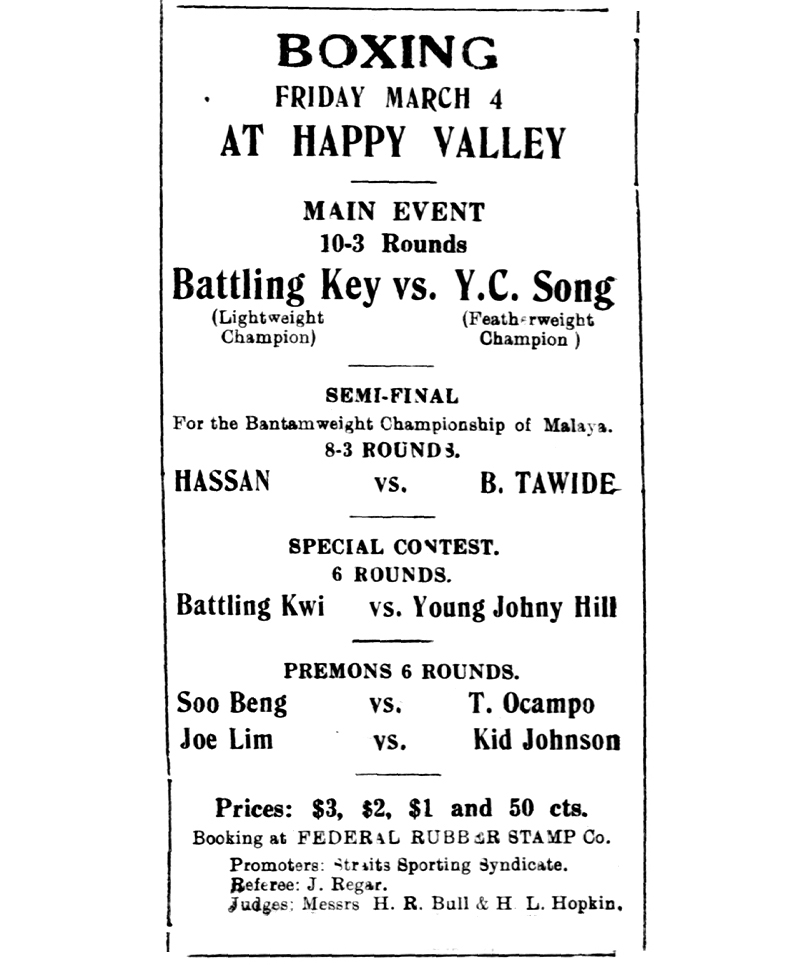 BOXING
FRIDAY MARCH 4
AT HAPPY VALLEY
MAIN EVENT
10-3 Rounds
Battling Key vs. Y.C. Song
(Lightweight Champion) (Featherweight Champion)
SEMI-FINAL
For the Bantamweight Championship of Malaya.
8-3 ROUNDS.
HASSAN vs. B. TAWIDE
SPECIAL CONTEST.
6 ROUNDS.
Battling Kwi vs. Young Johny Hill
PREMONS 6 ROUNDS.
Soo Beng vs. T. Ocampo
Joe Lim vs. Kid Johnson
Prices: $3, $2, $1 and 50 cts.
Booking at FEDERAL RUBBER STAMP Co.
Promoters: Straits Sporting Syndicate.
Referee: J. Regar.
Judges: Messrs H. R. Bull & H. L. Hopkin.